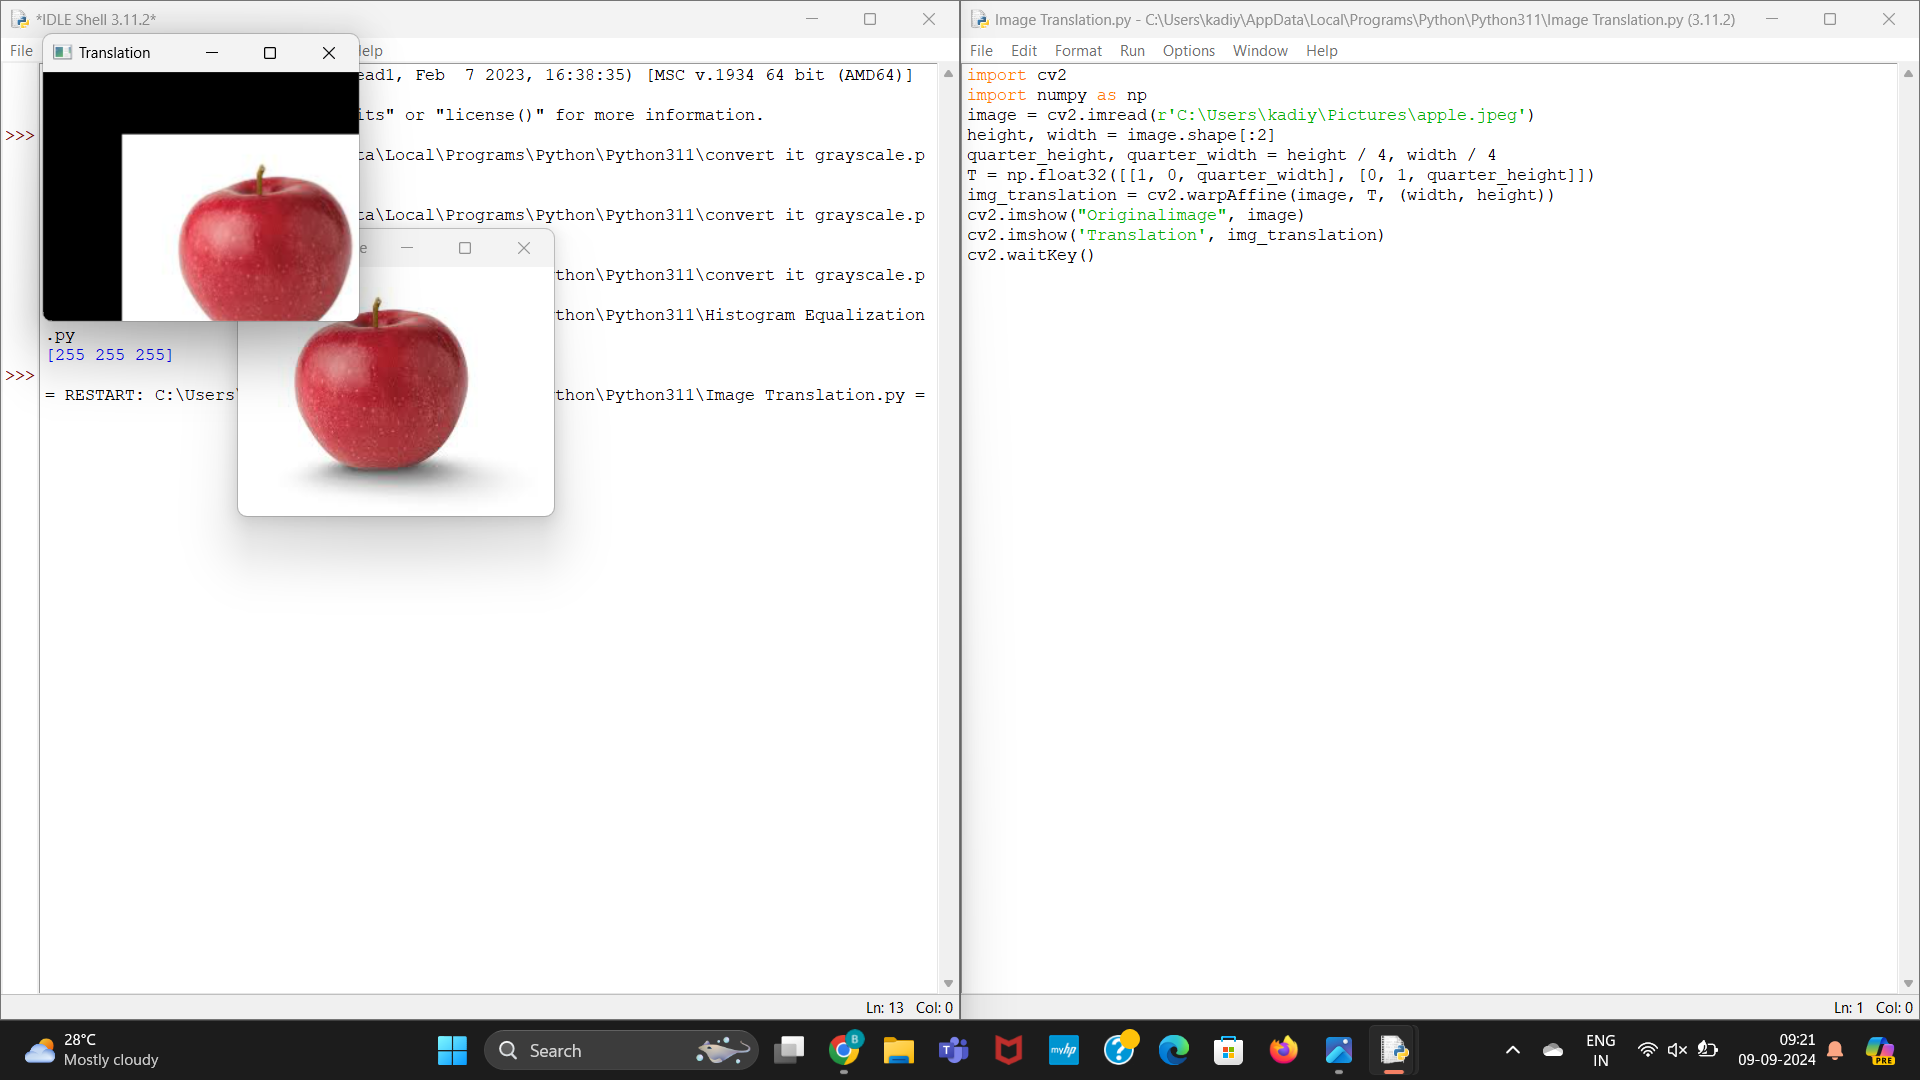 *IDLE Shell 3.11.2*
File
elp
Translation
ead1, Feb  7 2023, 16:38:35) [MSC v.1934 64 bit (AMD64)]
its" or "license()" for more information.
>>>
ta\Local\Programs\Python\Python311\convert it grayscale.p
ta\Local\Programs\Python\Python311\convert it grayscale.p
e
thon\Python311\convert it grayscale.p
thon\Python311\Histogram Equalization
.py
[255 255 255]
>>>
= RESTART: C:\Users\
thon\Python311\Image Translation.py =
Ln: 13 Col: 0
Image Translation.py - C:\Users\kadiy\AppData\Local\Programs\Python\Python311\Image Translation.py (3.11.2)
File Edit Format Run Options Window Help
import cv2
import numpy as np
image = cv2.imread(r'C:\Users\kadiy\Pictures\apple.jpeg')
height, width = image.shape[:2]
quarter_height, quarter_width = height / 4, width / 4
T = np.float32([[1, 0, quarter_width], [0, 1, quarter_height]])
img_translation = cv2.warpAffine(image, T, (width, height))
cv2.imshow("Originalimage", image)
cv2.imshow('Translation', img_translation)
cv2.waitKey()
Ln: 1 Col: 0
28°C
Mostly cloudy
Search
B
T
myhp
?
ENG
IN
09:21
09-09-2024
PRE